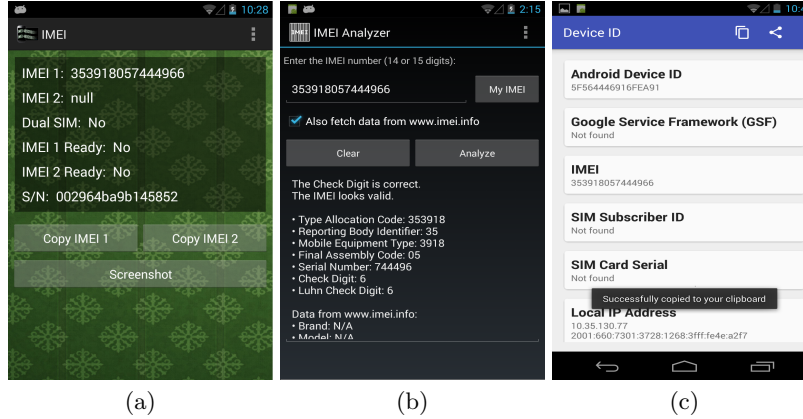 10:28
IMEI
IMEI 1: 353918057444966
IMEI 2: null
Dual SIM: No
IMEI 1 Ready: No
IMEI 2 Ready: No
S/N: 002964ba9b145852
Copy IMEI 1
Copy IMEI 2
Screenshot
(a)
2:15
IMEI
IMEI Analyzer
Enter the IMEI number (14 or 15 digits):
353918057444966
My IMEI
Also fetch data from www.imei.info
Clear
Analyze
The Check Digit is correct.
The IMEI looks valid.
• Type Allocation Code: 353918
• Reporting Body Identifier: 35
• Mobile Equipment Type: 3918
• Final Assembly Code: 05
• Serial Number: 744496
• Check Digit: 6
• Luhn Check Digit: 6
Data from www.imei.info:
• Brand: N/A
• Model: N/A
(b)
10:4
Device ID
Android Device ID
5F564446916FEA91
Google Service Framework (GSF)
Not found
IMEI
353918057444966
SIM Subscriber ID
Not found
SIM Card Serial
Not found
Successfully copied to your clipboard
Local IP Address
10.35.130.77
2001:660:7301:3728:1268:3fff:fe4e:a2f7
(c)